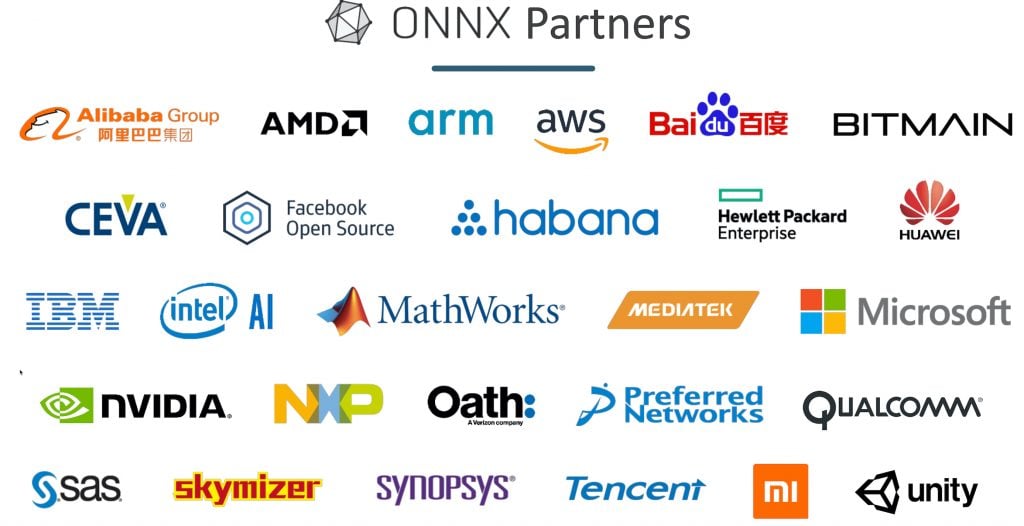 ONNX Partners
Alibaba Group
阿里巴巴集团
AMD
arm
aws
Bai du 百度
BITMAIN
CEVA®
Facebook
Open Source
habana
Hewlett Packard
Enterprise
HUAWEI
IBM
intel AI
MathWorks®
MEDIATEK
Microsoft
NVIDIA.
NXP
Oath:
A Verizon company
Preferred
Networks
QUALCOMM®
sas
skymizer
SYNOPSYS®
Tencent
MI
unity